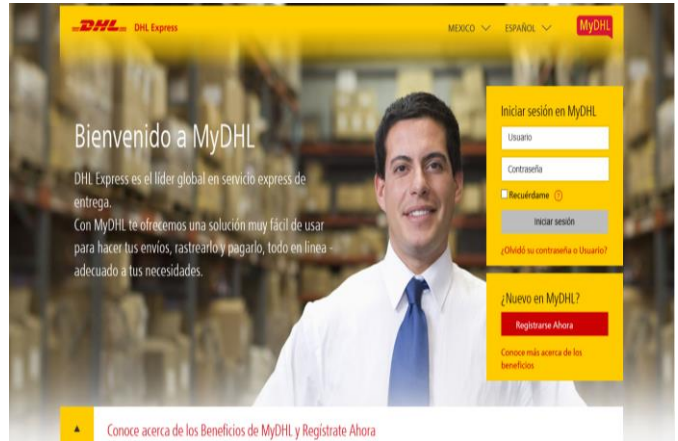 DHL DHL Express MEXICO ESPAÑOL MyDHL
Bienvenido a MyDHL
DHL Express es el líder global en servicio express de
entrega.
Con MyDHL te ofrecemos una solución muy fácil de usar
para hacer tus envíos, rastrearlo y pagarlo, todo en linea -
adecuado a tus necesidades.
Iniciar sesión en MyDHL
Usuario
Contraseña
Recuérdame ?
Iniciar sesión
¿Olvidó su contraseña o Usuario?
¿Nuevo en MyDHL?
Registrarse Ahora
Conoce más acerca de los
beneficios
Conoce acerca de los Beneficios de MyDHL y Regístrate Ahora